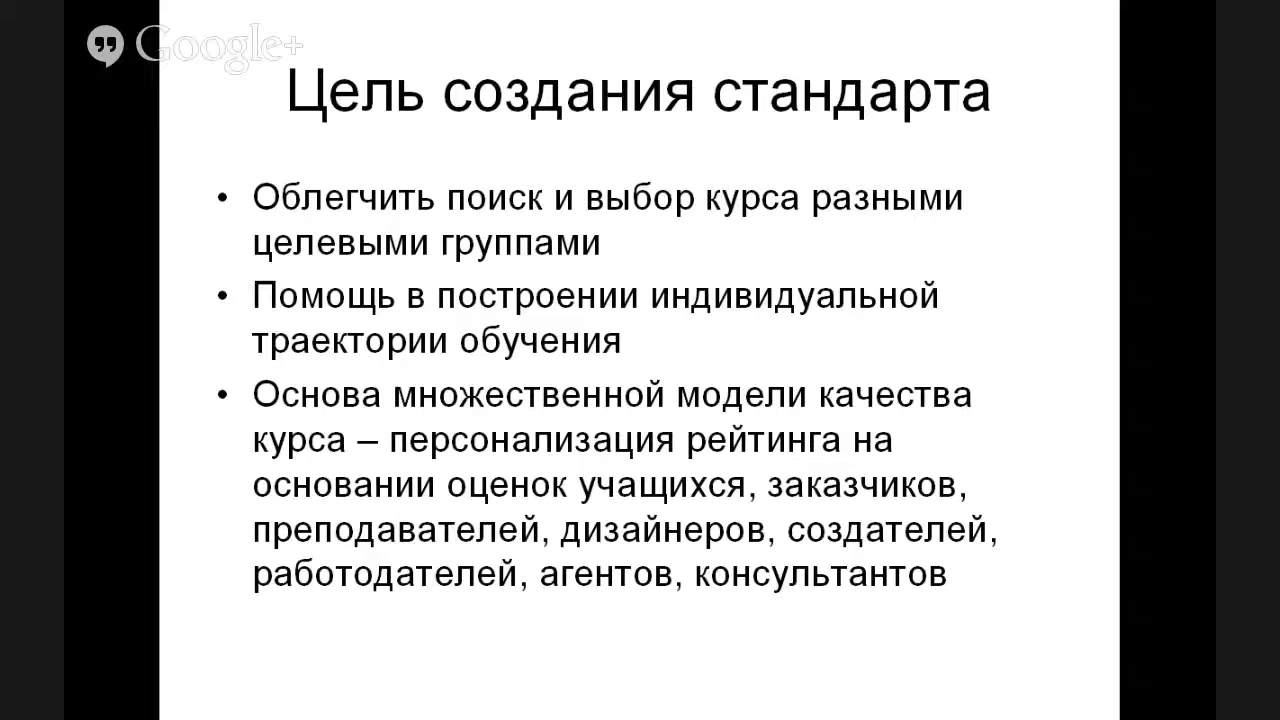 Google+
Цель создания стандарта
• Облегчить поиск и выбор курса разными
целевыми группами
• Помощь в построении индивидуальной
траектории обучения
• Основа множественной модели качества
курса – персонализация рейтинга на
основании оценок учащихся, заказчиков,
преподавателей, дизайнеров, создателей,
работодателей, агентов, консультантов